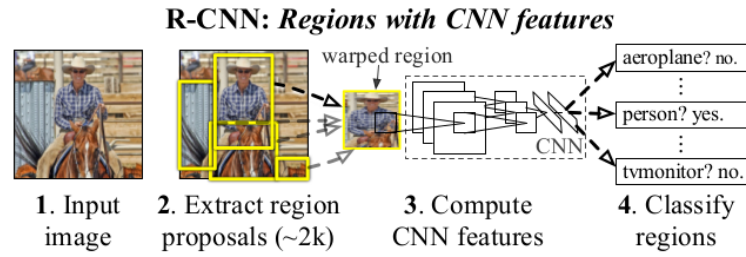 R-CNN: Regions with CNN features
warped region
aeroplane? no.
person? yes.
tvmonitor? no.
CNN
1. Input image
2. Extract region proposals (~2k)
3. Compute CNN features
4. Classify regions